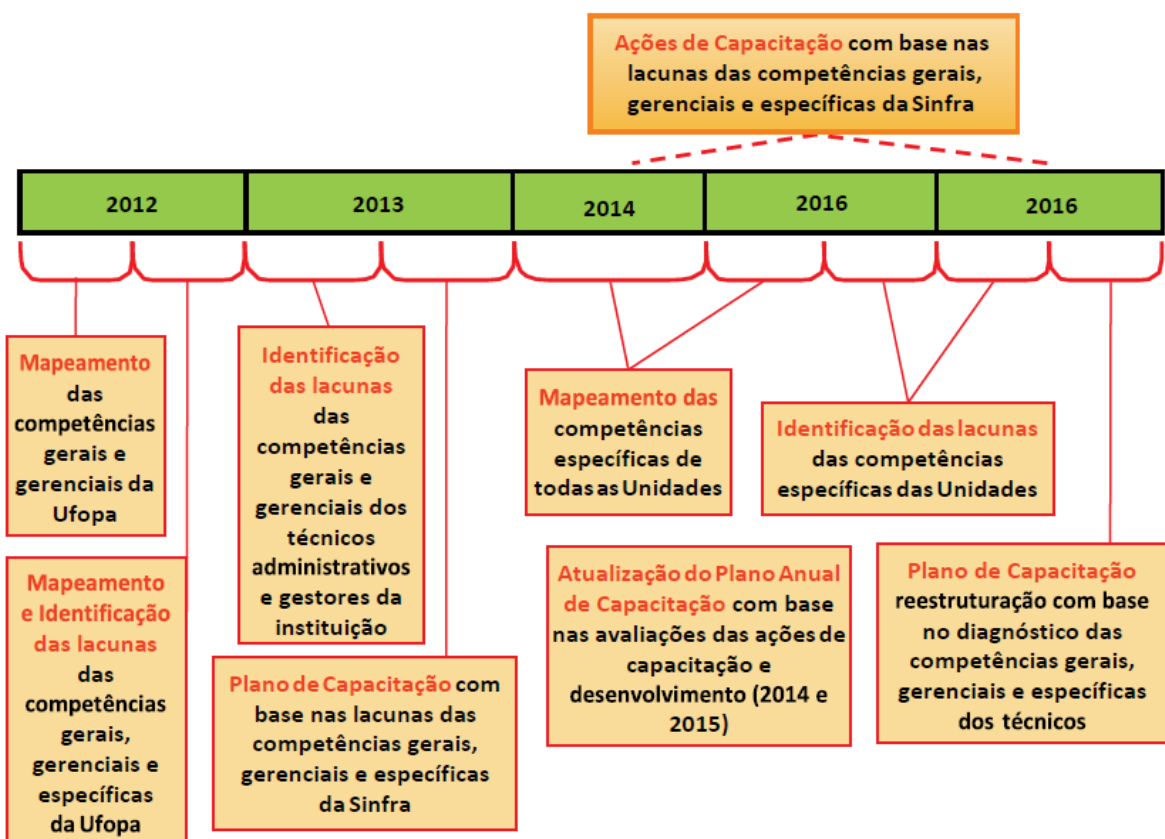 Ações de Capacitação com base nas
lacunas das competências gerais,
gerenciais e específicas da Sinfra
2012
2013
2014
2016
2016
Mapeamento
das
competências
gerais e
gerenciais da
Ufopa
Mapeamento
e Identificação
das lacunas
das
competências
gerais,
gerenciais e
específicas
da Ufopa
Identificação
das lacunas
das
competências
gerais e
gerenciais dos
técnicos
administrativos
e gestores da
instituição
Plano de Capacitação com
base nas lacunas das
competências gerais,
gerenciais e específicas
da Sinfra
Mapeamento das
competências
específicas de
todas as Unidades
Atualização do Plano Anual
de Capacitação com base
nas avaliações das ações de
capacitação e
desenvolvimento (2014 e
2015)
Identificação das lacunas
das competências
específicas das Unidades
Plano de Capacitação
reestruturação com base
no diagnóstico das
competências gerais,
gerenciais e específicas
dos técnicos